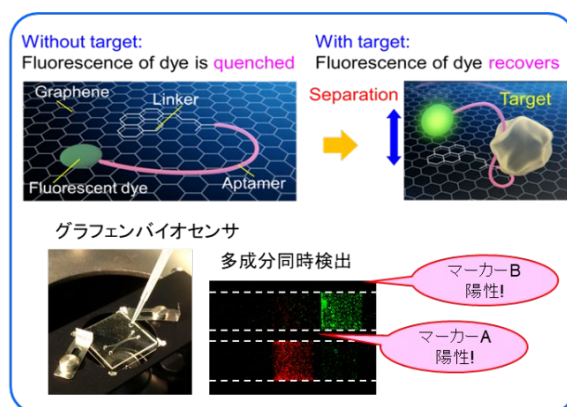 Without target:
Fluorescence of dye is quenched
With target:
Fluorescence of dye recovers
Graphene
Linker
Fluorescent dye
Aptamer
Separation
Target
グラフェンバイオセンサ
多成分同時検出
マーカーB
陽性!
マーカーA
陽性!